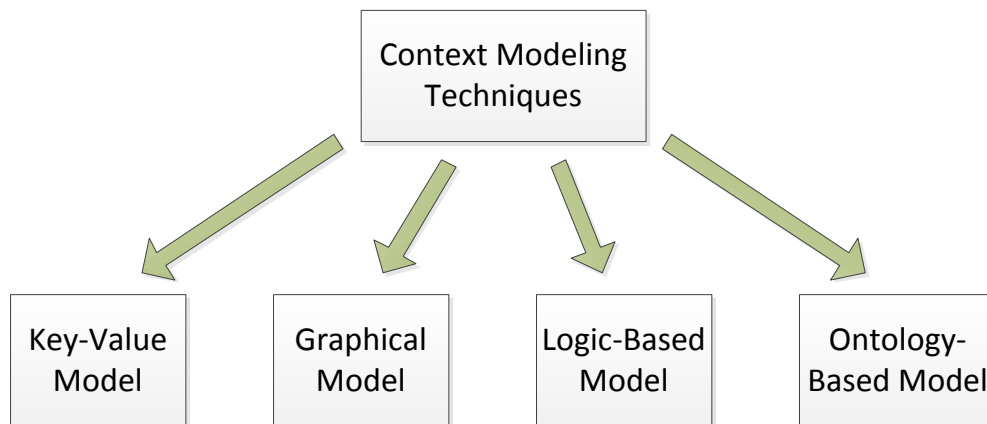 Context Modeling
Techniques
Key-Value
Model
Graphical
Model
Logic-Based
Model
Ontology-
Based Model